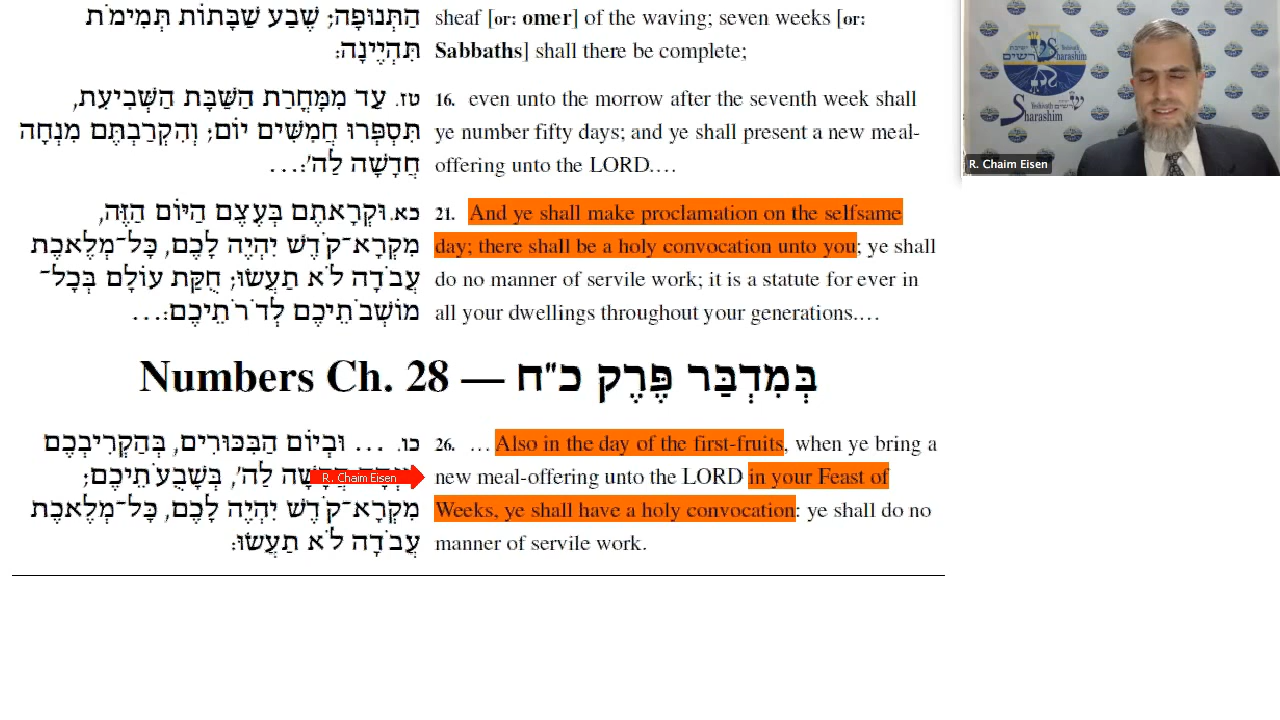 הַתְּנוּפָה; שֶׁבַע שַׁבָּתוֹת תְּמִימֹת
תִּהְיֶינָה:
sheaf [or: omer] of the waving; seven weeks [or:
Sabbaths] shall there be complete;
טז. עַד מִמָּחֳרַת הַשַּׁבָּת הַשְּׁבִיעִת,
תִּסְפְּרוּ חֲמִשִּׁים יוֹם; וְהִקְרַבְתֶּם מִנְחָה
חֲדָשָׁה לַה':...
16. even unto the morrow after the seventh week shall
ye number fifty days; and ye shall present a new meal-
offering unto the LORD....
כא. וּקְרָאתֶם בְּעֶצֶם הַיּוֹם הַזֶּה,
מִקְרָא־קֹדֶשׁ יִהְיֶה לָכֶם, כָּל־מְלֶאכֶת
עֲבֹדָה לֹא תַעֲשׂוּ; חֻקַּת עוֹלָם בְּכָל־
מוֹשְׁבֹתֵיכֶם לְדֹרֹתֵיכֶם:...
21. And ye shall make proclamation on the selfsame
day; there shall be a holy convocation unto you; ye shall
do no manner of servile work; it is a statute for ever in
all your dwellings throughout your generations....
Numbers Ch. 28 — בְּמִדְבַּר פֶּרֶק כ"ח
כו. ... וּבְיוֹם הַבִּכּוּרִים, בְּהַקְרִיבְכֶם
חֲדָשָׁה לַה', בְּשָׁבֻעֹתֵיכֶם;
מִקְרָא־קֹדֶשׁ יִהְיֶה לָכֶם, כָּל־מְלֶאכֶת
עֲבֹדָה לֹא תַעֲשׂוּ:
R. Chaim Eisen
26. ... Also in the day of the first-fruits, when ye bring a
new meal-offering unto the LORD in your Feast of
Weeks, ye shall have a holy convocation: ye shall do no
manner of servile work.
Yeshivath
Sharashim
Yeshivath שרשים
Sharashim
R. Chaim Eisen